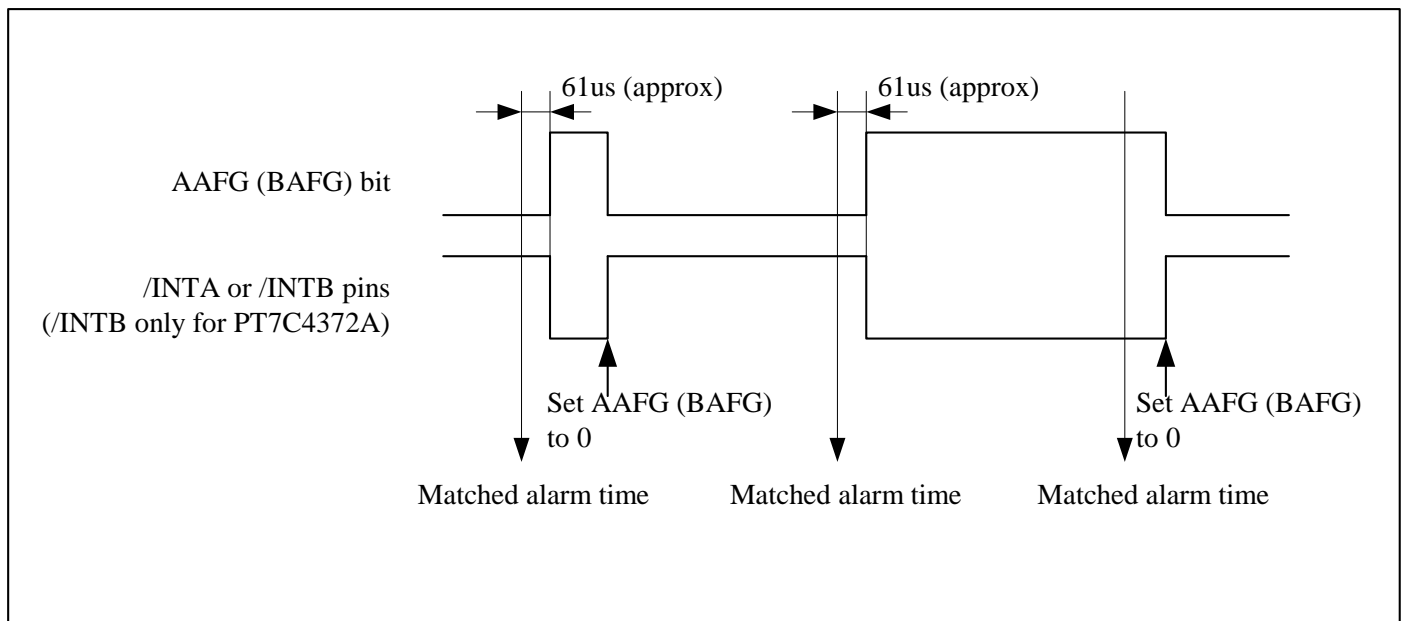 61us (approx)
61us (approx)
AAFG (BAFG) bit
/INTA or /INTB pins
(/INTB only for PT7C4372A)
Set AAFG (BAFG)
to 0
Set AAFG (BAFG)
to 0
Matched alarm time
Matched alarm time
Matched alarm time